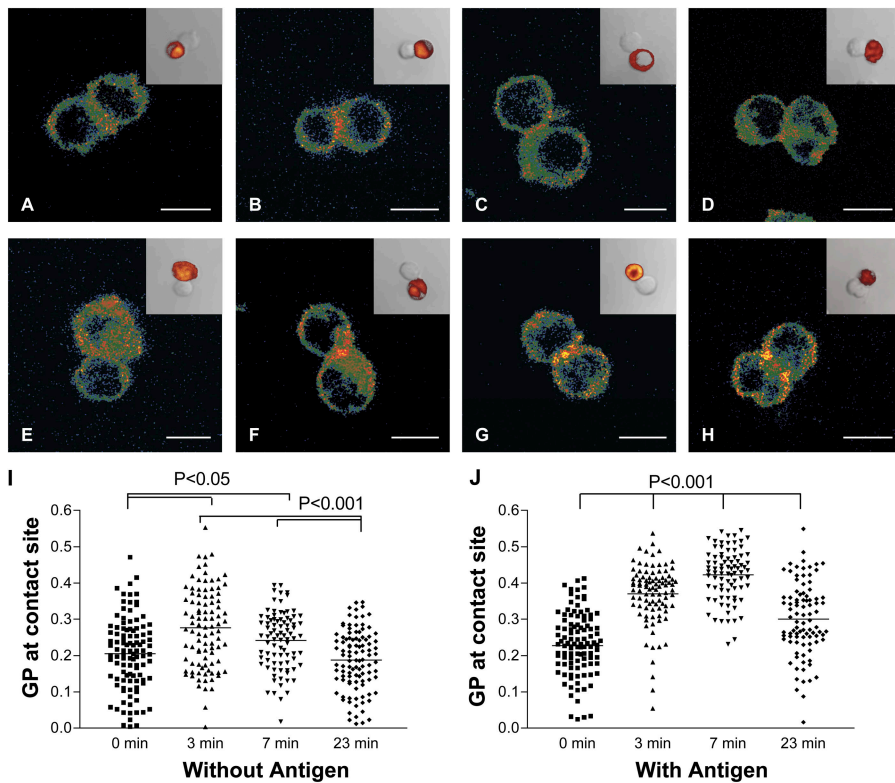 A
B
C
D
E
F
G
H
I
P<0.05
P<0.001
GP at contact site
0.6
0.5
0.4
0.3
0.2
0.1
0.0
0 min
3 min
7 min
23 min
Without Antigen
J
P<0.001
GP at contact site
0.6
0.5
0.4
0.3
0.2
0.1
0.0
0 min
3 min
7 min
23 min
With Antigen